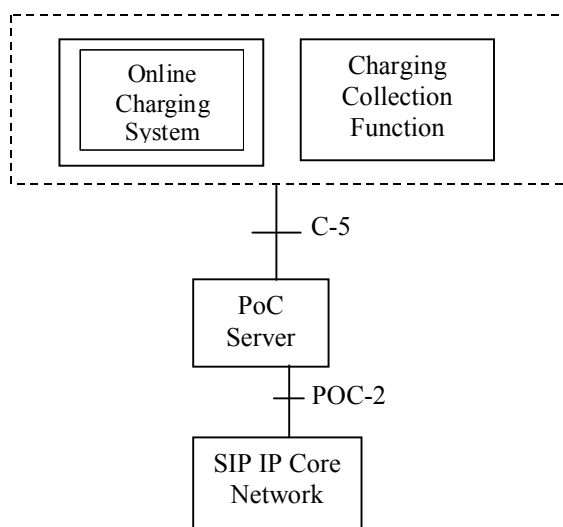 Online
Charging
System
Charging
Collection
Function
C-5
PoC
Server
POC-2
SIP IP Core
Network